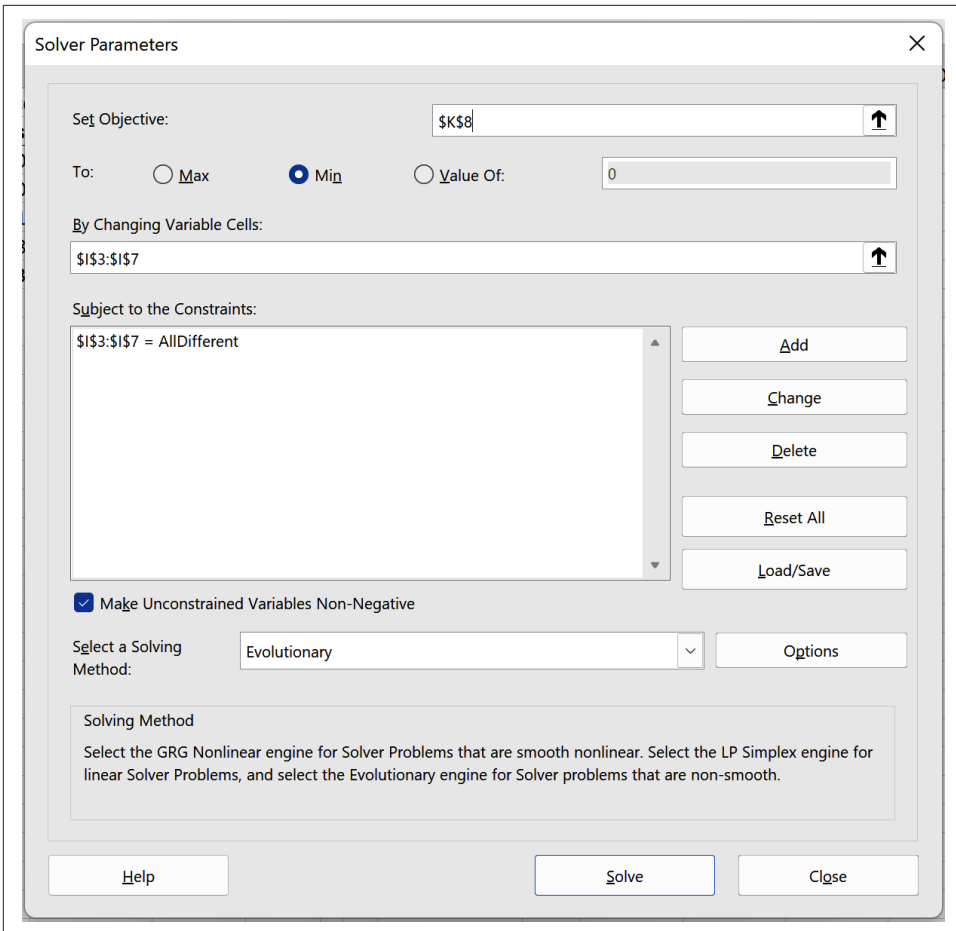 Solver Parameters
Set Objective:
$K$8
To:
Max
Min
Value Of:
0
By Changing Variable Cells:
$I$3:$I$7
Subject to the Constraints:
$I$3:$I$7 = AllDifferent
Add
Change
Delete
Reset All
Load/Save
Make Unconstrained Variables Non-Negative
Select a Solving
Method:
Evolutionary
Options
Solving Method
Select the GRG Nonlinear engine for Solver Problems that are smooth nonlinear. Select the LP Simplex engine for
linear Solver Problems, and select the Evolutionary engine for Solver problems that are non-smooth.
Help
Solve
Close